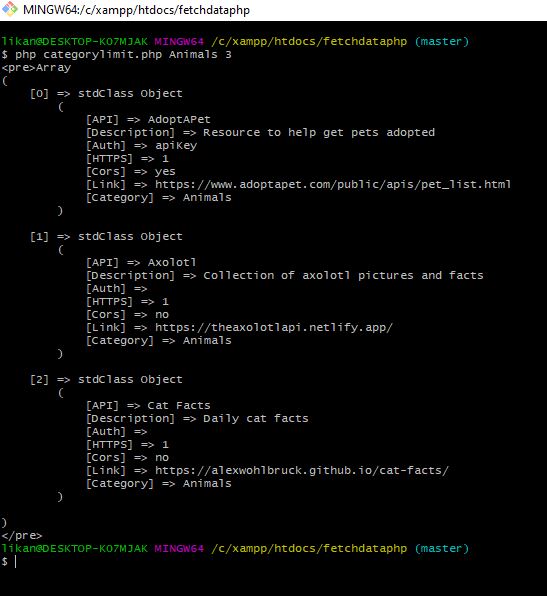 MINGW64:/c/xampp/htdocs/fetchdataphp
likan@DESKTOP-KO7MJAK MINGW64 /c/xampp/htdocs/fetchdataphp (master)
$ php categorylimit.php Animals 3
<pre>Array
(
    [0] => stdClass Object
        (
            [API] => AdoptAPet
            [Description] => Resource to help get pets adopted
            [Auth] => apiKey
            [HTTPS] => 1
            [Cors] => yes
            [Link] => https://www.adoptapet.com/public/apis/pet_list.html
            [Category] => Animals
        )

    [1] => stdClass Object
        (
            [API] => Axolotl
            [Description] => Collection of axolotl pictures and facts
            [Auth] =>
            [HTTPS] => 1
            [Cors] => no
            [Link] => https://theaxolotlapi.netlify.app/
            [Category] => Animals
        )

    [2] => stdClass Object
        (
            [API] => Cat Facts
            [Description] => Daily cat facts
            [Auth] =>
            [HTTPS] => 1
            [Cors] => no
            [Link] => https://alexwohlbruck.github.io/cat-facts/
            [Category] => Animals
        )

)
</pre>
likan@DESKTOP-KO7MJAK MINGW64 /c/xampp/htdocs/fetchdataphp (master)
$